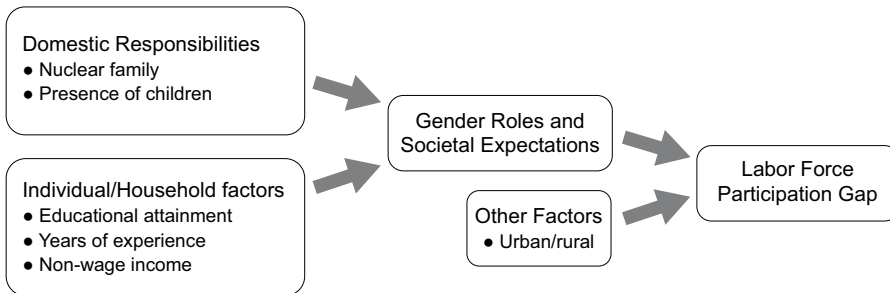 Domestic Responsibilities
● Nuclear family
● Presence of children
Individual/Household factors
● Educational attainment
● Years of experience
● Non-wage income
Gender Roles and
Societal Expectations
Other Factors
● Urban/rural
Labor Force
Participation Gap